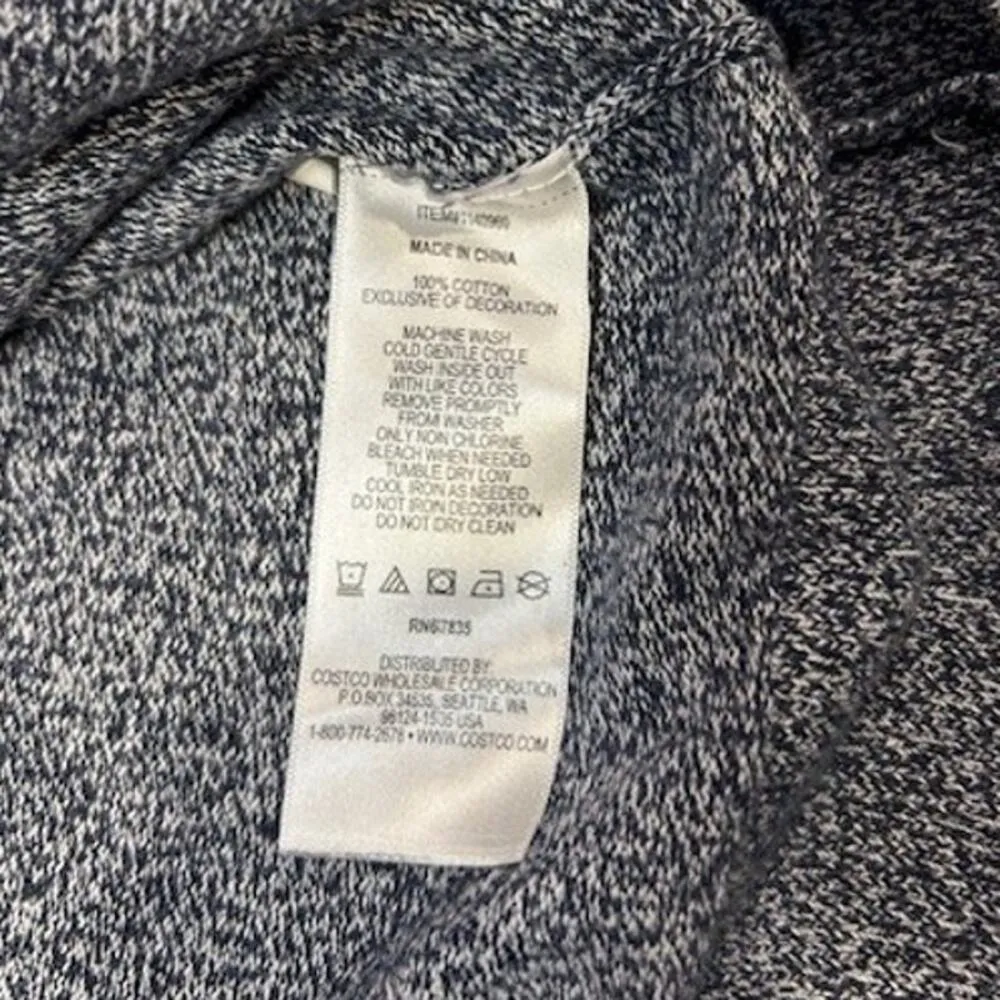 MADE IN CHINA
100% COTTON
EXCLUSIVE OF DECORATION
MACHINE WASH
COLD GENTLE CYCLE
WASH INSIDE OUT
WITH LIKE COLORS
REMOVE PROMPTLY
FROM WASHER
ONLY NON CHLORINE
BLEACH WHEN NEEDED
TUMBLE DRY LOW
COOL IRON AS NEEDED
DO NOT IRON DECORATION
DO NOT DRY CLEAN
RN67835
DISTRIBUTED BY:
COSTCO WHOLESALE CORPORATION
P.O.BOX 34535, SEATTLE, WA
98124-1535 USA
1-800-774-2678 • WWW.COSTCO.COM